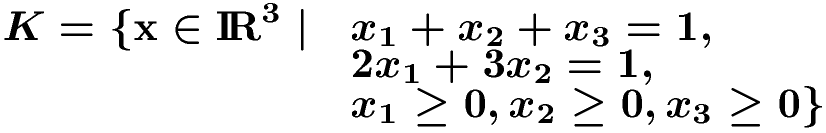 K = {x ∈ ℝ³ | x₁ + x₂ + x₃ = 1,
2x₁ + 3x₂ = 1,
x₁ ≥ 0, x₂ ≥ 0, x₃ ≥ 0}